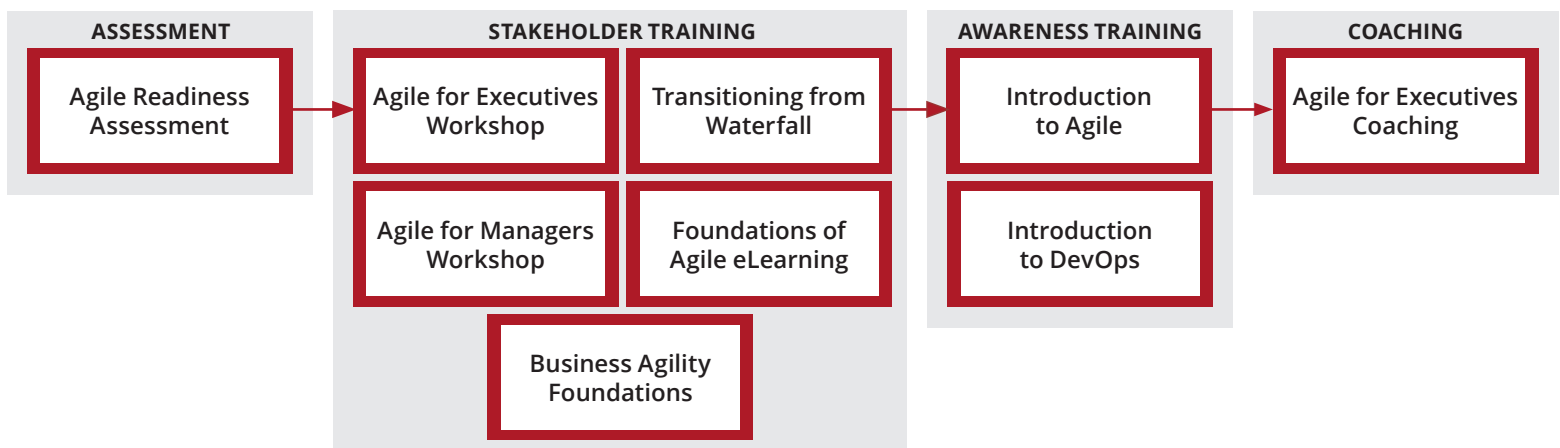 ASSESSMENT
Agile Readiness
Assessment
STAKEHOLDER TRAINING
Agile for Executives
Workshop
Transitioning from
Waterfall
Agile for Managers
Workshop
Foundations of
Agile eLearning
Business Agility
Foundations
AWARENESS TRAINING
Introduction
to Agile
Introduction
to DevOps
COACHING
Agile for Executives
Coaching